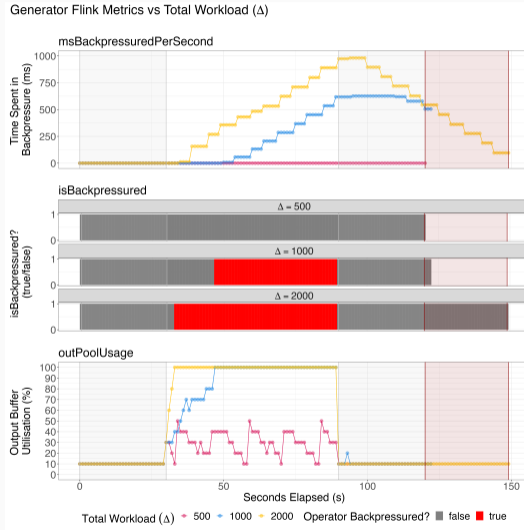 Generator Flink Metrics vs Total Workload (Δ)
msBackpressuredPerSecond
Time Spent in
Backpressure (ms)
1000
750
500
250
0
isBackpressured
isBackpressured?
(true/false)
Δ = 500
1
0
Δ = 1000
1
0
Δ = 2000
1
0
outPoolUsage
Output Buffer
Utilisation (%)
100
90
80
70
60
50
40
30
20
10
0
0 50 100 150
Seconds Elapsed (s)
Total Workload (Δ) 500 1000 2000 Operator Backpressured? false true